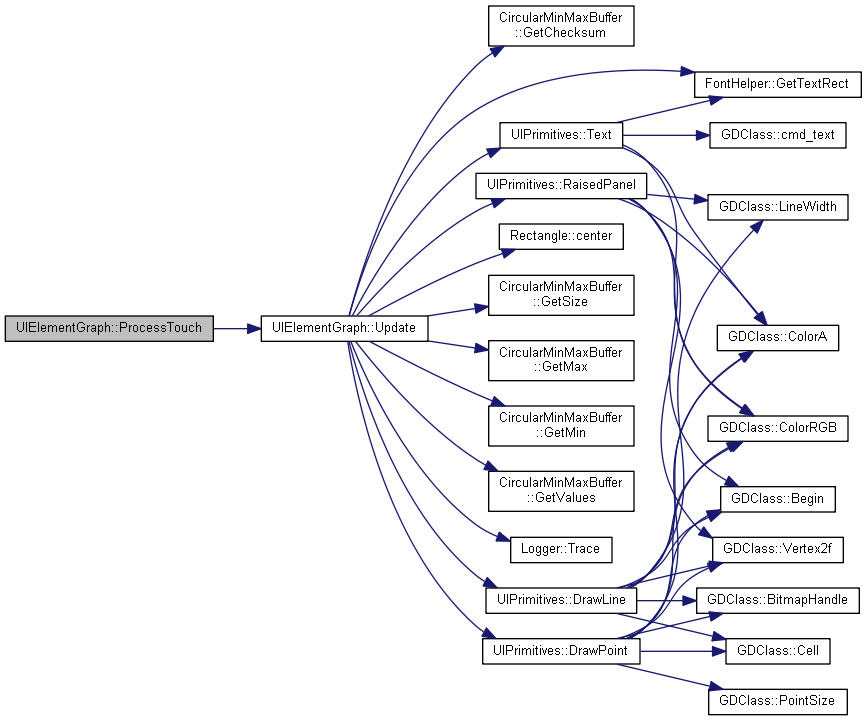 UIElementGraph::ProcessTouch
UIElementGraph::Update
CircularMinMaxBuffer
::GetChecksum
FontHelper::GetTextRect
UIPrimitives::Text
GDClass::cmd_text
UIPrimitives::RaisedPanel
GDClass::LineWidth
Rectangle::center
CircularMinMaxBuffer
::GetSize
GDClass::ColorA
CircularMinMaxBuffer
::GetMax
CircularMinMaxBuffer
::GetMin
GDClass::ColorRGB
CircularMinMaxBuffer
::GetValues
GDClass::Begin
Logger::Trace
GDClass::Vertex2f
UIPrimitives::DrawLine
GDClass::BitmapHandle
UIPrimitives::DrawPoint
GDClass::Cell
GDClass::PointSize